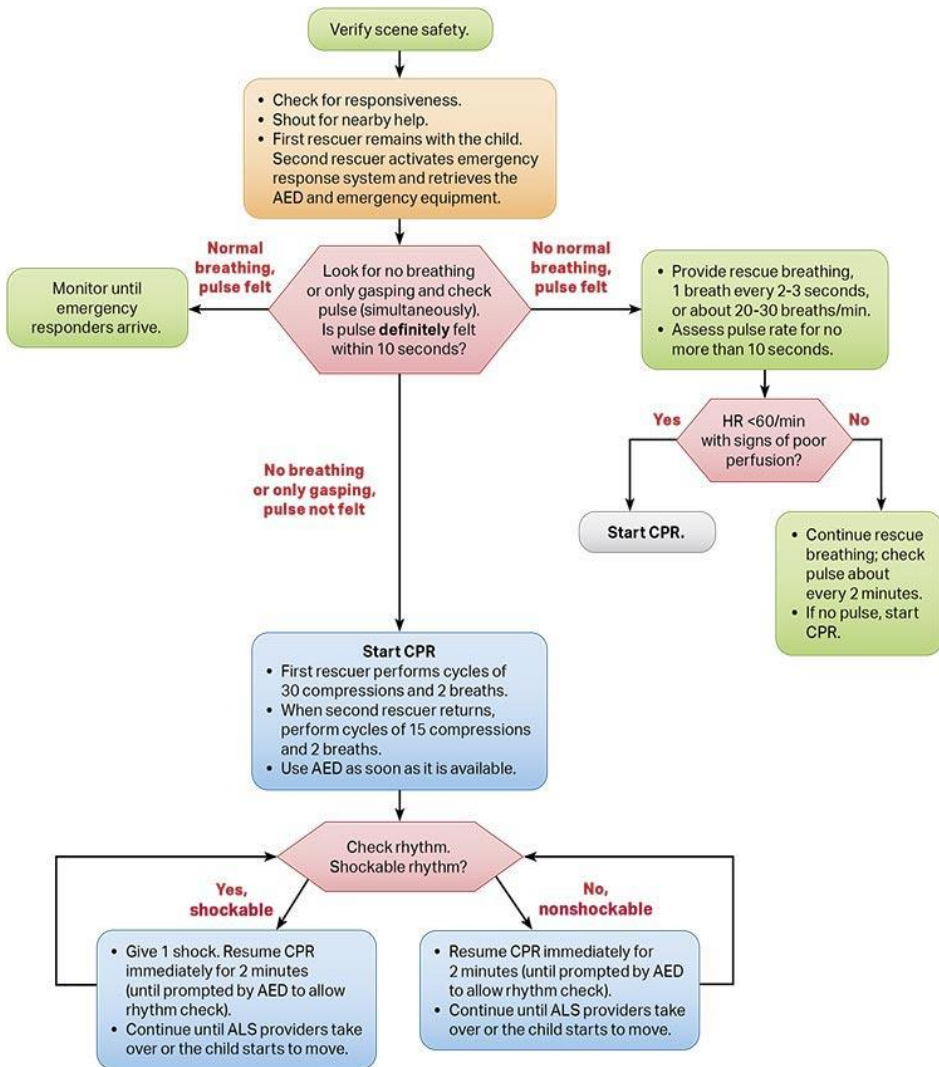 Verify scene safety.
• Check for responsiveness.
• Shout for nearby help.
• First rescuer remains with the child.
Second rescuer activates emergency
response system and retrieves the
AED and emergency equipment.
Normal
breathing,
pulse felt
No normal
breathing,
pulse felt
Monitor until
emergency
responders arrive.
Look for no breathing
or only gasping and check
pulse (simultaneously).
Is pulse definitely felt
within 10 seconds?
• Provide rescue breathing,
1 breath every 2-3 seconds,
or about 20-30 breaths/min.
• Assess pulse rate for no
more than 10 seconds.
Yes
HR <60/min
with signs of poor
perfusion?
No
No breathing
or only gasping,
pulse not felt
Start CPR.
• Continue rescue
breathing; check
pulse about
every 2 minutes.
• If no pulse, start
CPR.
Start CPR
• First rescuer performs cycles of
30 compressions and 2 breaths.
• When second rescuer returns,
perform cycles of 15 compressions
and 2 breaths.
• Use AED as soon as it is available.
Check rhythm.
Shockable rhythm?
Yes,
shockable
No,
nonshockable
• Give 1 shock. Resume CPR
immediately for 2 minutes
(until prompted by AED to allow
rhythm check).
• Continue until ALS providers take
over or the child starts to move.
• Resume CPR immediately for
2 minutes (until prompted by AED
to allow rhythm check).
• Continue until ALS providers take
over or the child starts to move.